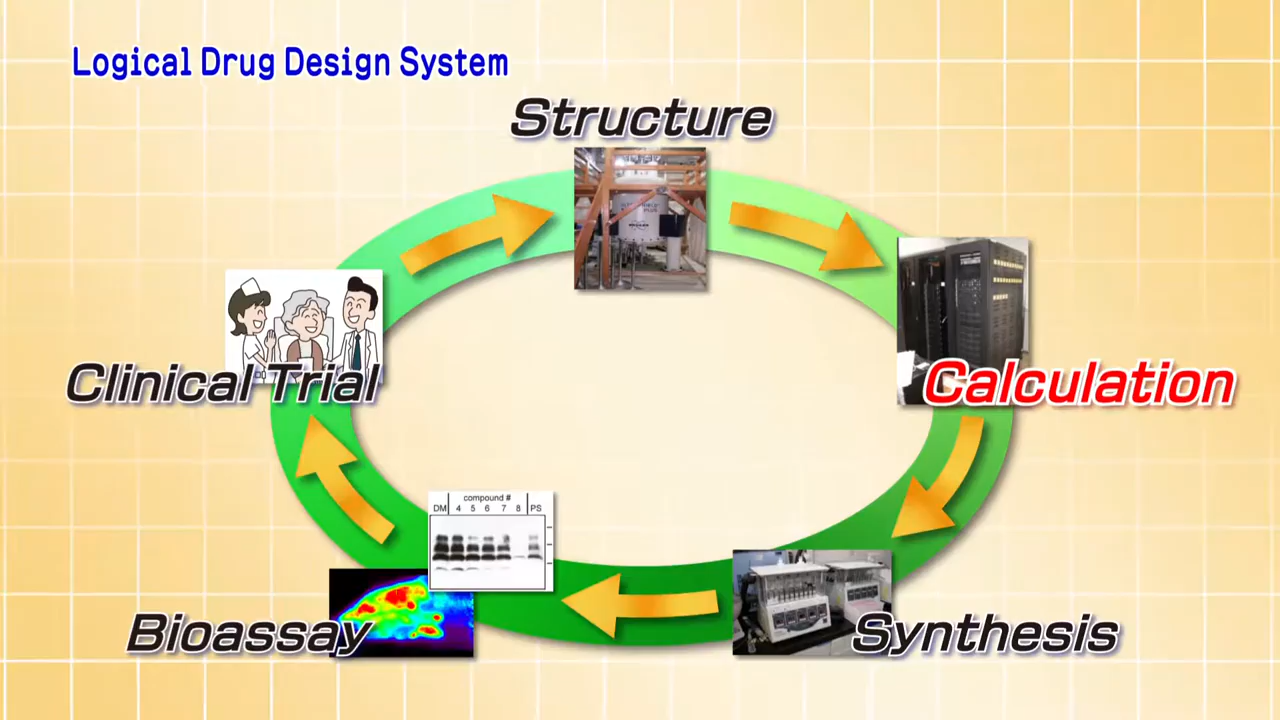 Logical Drug Design System
Structure
Calculation
Clinical Trial
compound #
DM 4 5 6 7 8 PS
Bioassay
Synthesis